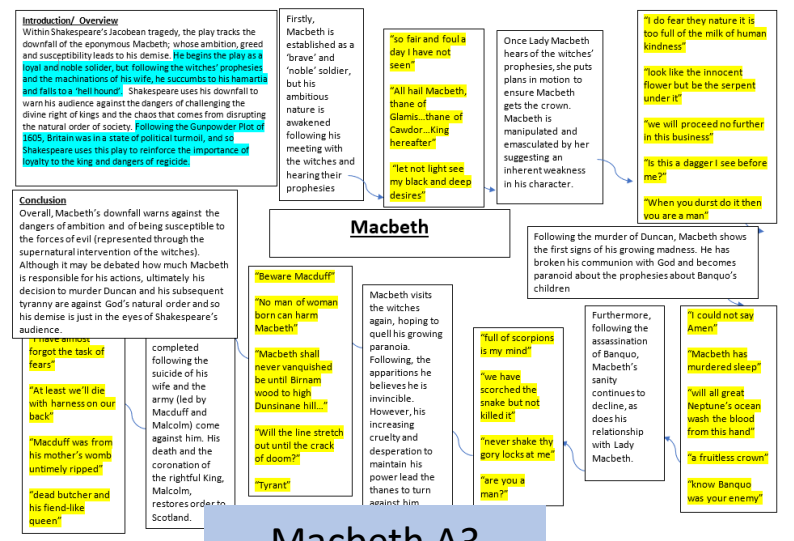 Introduction/ Overview
Within Shakespeare's Jacobean tragedy, the play tracks the
downfall of the eponymous Macbeth; whose ambition, greed
and susceptibility leads to his demise. He begins the play as a
loyal and noble solider, but following the witches' prophesies
and the machinations of his wife, he succumbs to his hamartia
and falls to a 'hell hound'. Shakespeare uses his downfall to
warn his audience against the dangers of challenging the
divine right of kings and the chaos that comes from disrupting
the natural order of society. Following the Gunpowder Plot of
1605, Britain was in a state of political turmoil, and so
Shakespeare uses this play to reinforce the importance of
loyalty to the king and dangers of regicide.
Firstly,
Macbeth is
established as a
'brave' and
'noble' soldier,
but his
ambitious
nature is
awakened
following his
meeting with
the witches and
hearing their
prophesies
"so fair and foul a
day I have not
seen"
"All hail Macbeth,
thane of
Glamis...thane of
Cawdor...King
hereafter"
"let not light see
my black and deep
desires"
Once Lady Macbeth
hears of the witches'
prophesies, she puts
plans in motion to
ensure Macbeth
gets the crown.
Macbeth is
manipulated and
emasculated by her
suggesting an
inherent weakness
in his character.
"I do fear they nature it is
too full of the milk of human
kindness"
"look like the innocent
flower but be the serpent
under it"
"we will proceed no further
in this business"
"Is this a dagger I see before
me?"
"When you durst do it then
you are a man"
Macbeth
Following the murder of Duncan, Macbeth shows
the first signs of his growing madness. He has
broken his communion with God and becomes
paranoid about the prophesies about Banquo's
children
"I could not say
Amen"
"Macbeth has
murdered sleep"
"will all great
Neptune's ocean
wash the blood
from this hand"
"a fruitless crown"
"know Banquo
was your enemy"
Furthermore,
following the
assassination
of Banquo,
Macbeth's
sanity
continues to
decline, as
does his
relationship
with Lady
Macbeth.
"full of scorpions
is my mind"
"we have
scorched the
snake but not
killed it"
"never shake thy
gory locks at me"
"are you a
man?"
Macbeth visits
the witches
again, hoping to
quell his growing
paranoia.
Following, the
apparitions he
believes he is
invincible.
However, his
increasing
cruelty and
desperation to
maintain his
power lead the
thanes to turn
against him
"Beware Macduff"
"No man of woman
born can harm
Macbeth"
"Macbeth shall
never vanquished
be until Birnam
wood to high
Dunsinane hill..."
"Will the line stretch
out until the crack
of doom?"
"Tyrant"
completed
following the
suicide of his
wife and the
army (led by
Macduff and
Malcolm) come
against him. His
death and the
coronation of
the rightful King,
Malcolm,
restores order to
Scotland.
"I have almost
forgot the task of
fears"
"At least we'll die
with harness on our
back"
"Macduff was from
his mother's womb
untimely ripped"
"dead butcher and
his fiend-like
queen"
Conclusion
Overall, Macbeth's downfall warns against the
dangers of ambition and of being susceptible to
the forces of evil (represented through the
supernatural intervention of the witches).
Although it may be debated how much Macbeth
is responsible for his actions, ultimately his
decision to murder Duncan and his subsequent
tyranny are against God's natural order and so
his demise is just in the eyes of Shakespeare's
audience.
Macbeth A3